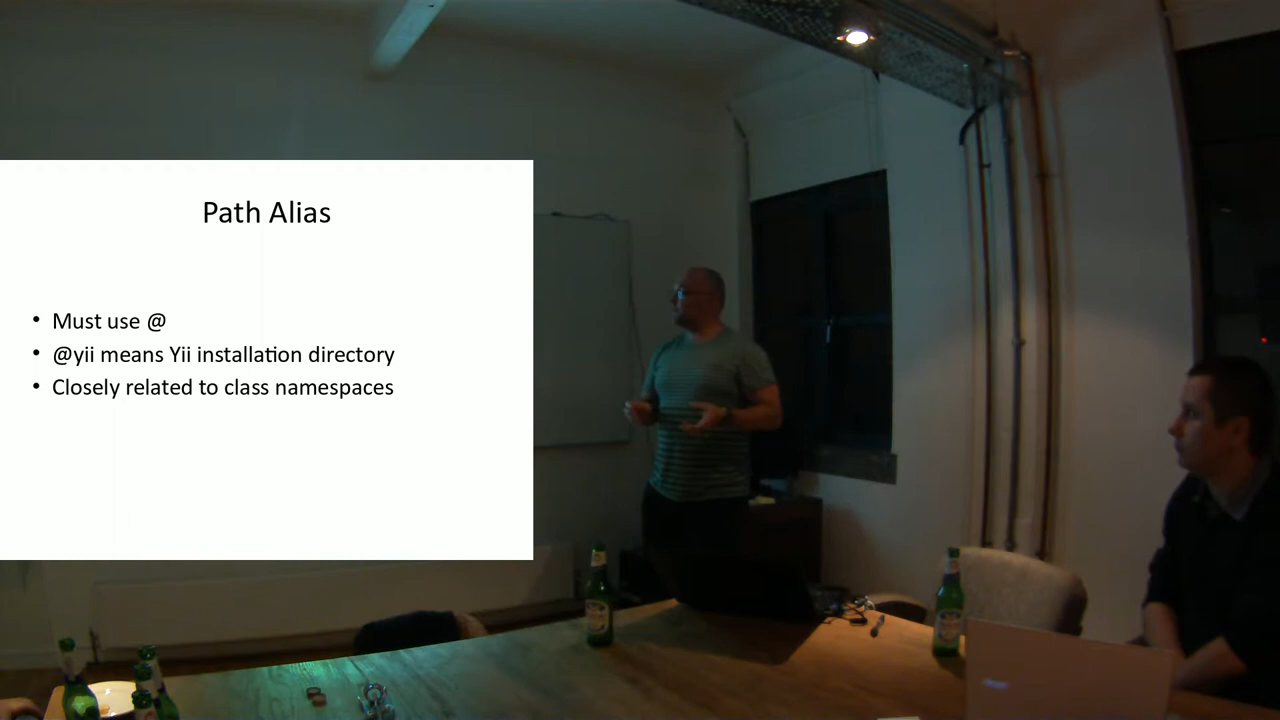 Path Alias
• Must use @
• @yii means Yii installation directory
• Closely related to class namespaces